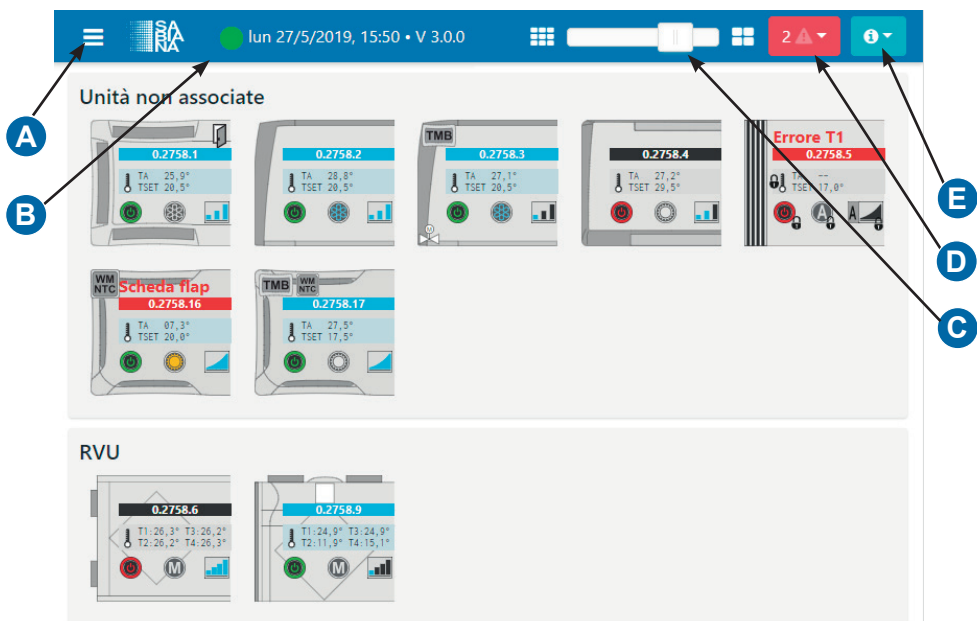 SABIANA
lun 27/5/2019, 15:50 • V 3.0.0
2
i
A
B
C
D
E
Unità non associate
0.2758.1
TA 25,9°
TSET 20,5°
0.2758.2
TA 28,8°
TSET 20,5°
TMB
0.2758.3
TA 27,1°
TSET 20,5°
M
0.2758.4
TA 27,2°
TSET 29,5°
Errore T1
0.2758.5
TA --
TSET 17,0°
A
A
WM
NTC
Scheda flap
0.2758.16
TA 07,3°
TSET 20,0°
TMB
WM
NTC
0.2758.17
TA 27,5°
TSET 17,5°
RVU
0.2758.6
T1:26,3° T3:26,2°
T2:26,2° T4:26,3°
M
0.2758.9
T1:24,9° T3:24,9°
T2:11,9° T4:15,1°
M